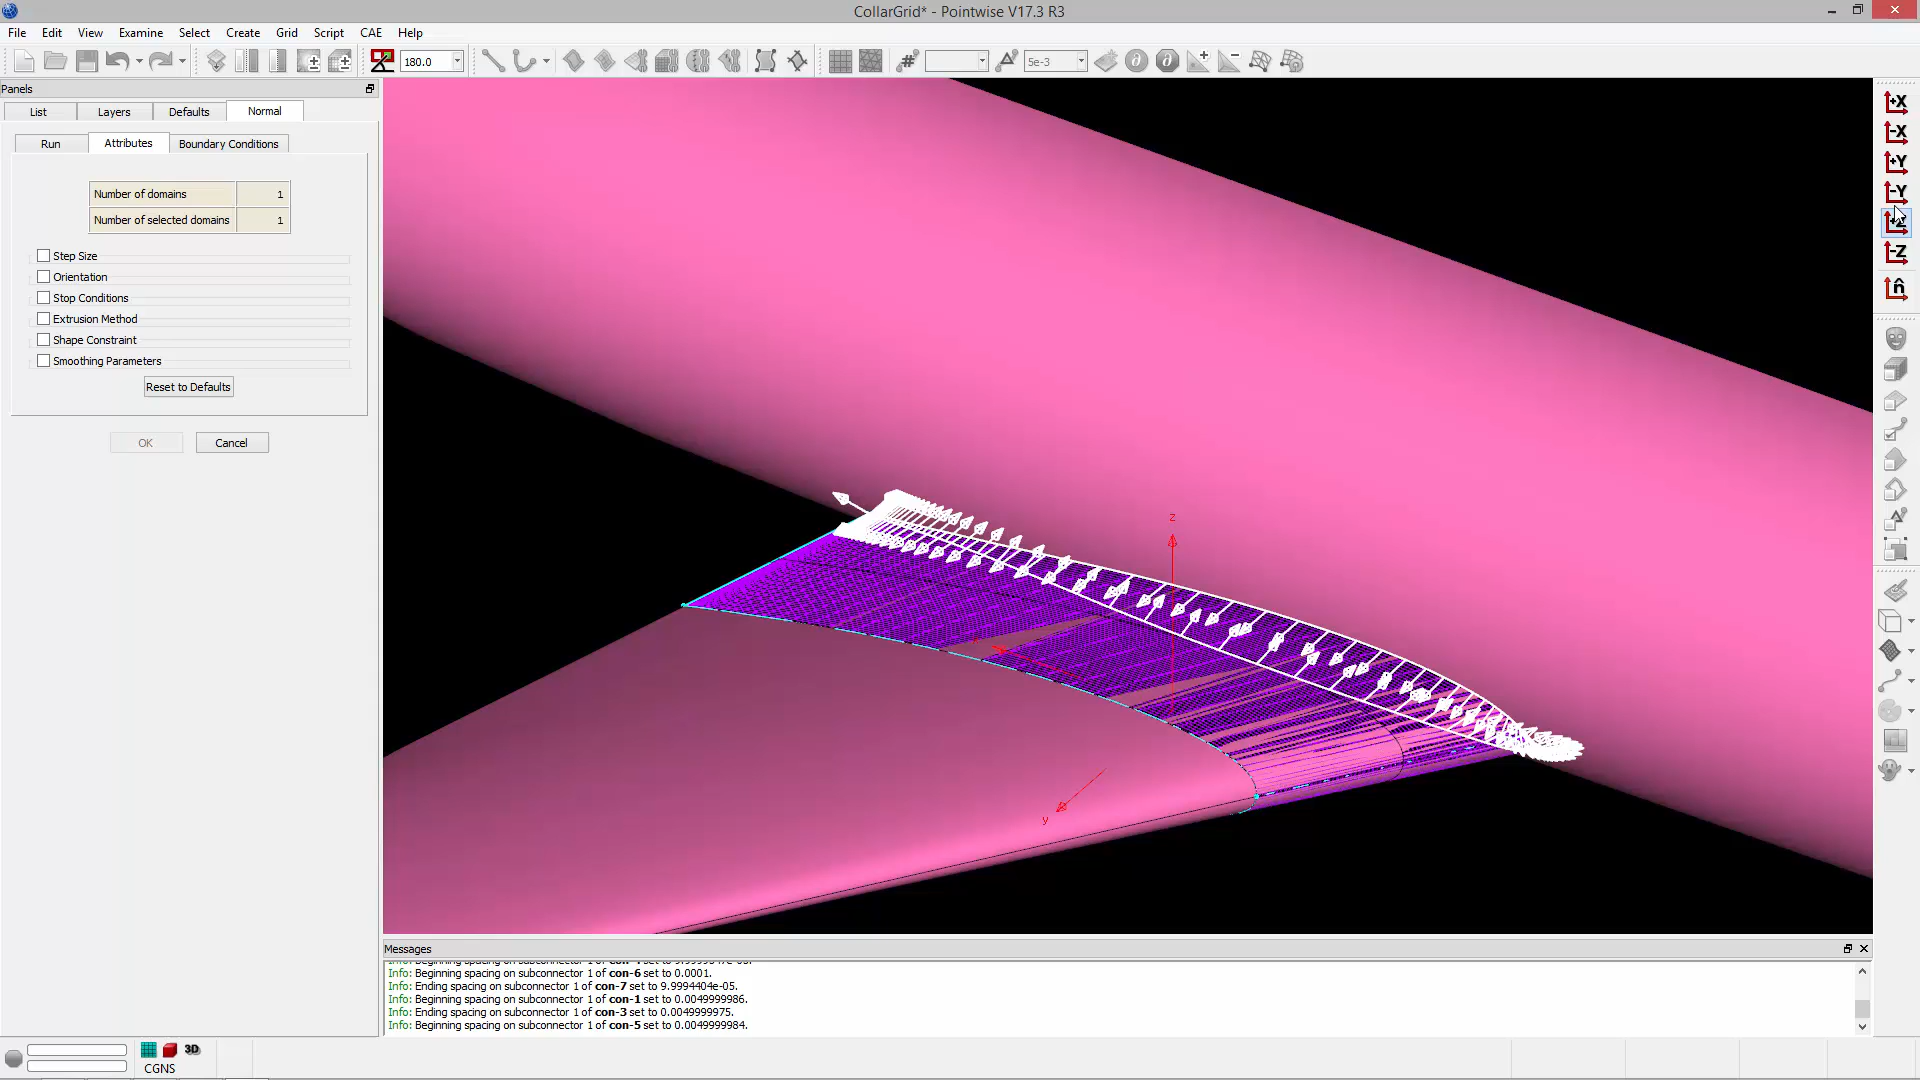 CollarGrid* - Pointwise V17.3 R3
File Edit View Examine Select Create Grid Script CAE Help
180.0
5e-3
Panels
List Layers Defaults Normal
Run Attributes Boundary Conditions
Number of domains 1
Number of selected domains 1
Step Size
Orientation
Stop Conditions
Extrusion Method
Shape Constraint
Smoothing Parameters
Reset to Defaults
OK Cancel
+X
-X
+Y
-Y
-Z
n̂
z
y
Messages
Info: Beginning spacing on subconnector 1 of con-6 set to 0.0001.
Info: Ending spacing on subconnector 1 of con-7 set to 9.9994404e-05.
Info: Beginning spacing on subconnector 1 of con-1 set to 0.0049999986.
Info: Ending spacing on subconnector 1 of con-3 set to 0.0049999975.
Info: Beginning spacing on subconnector 1 of con-5 set to 0.0049999984.
3D
CGNS